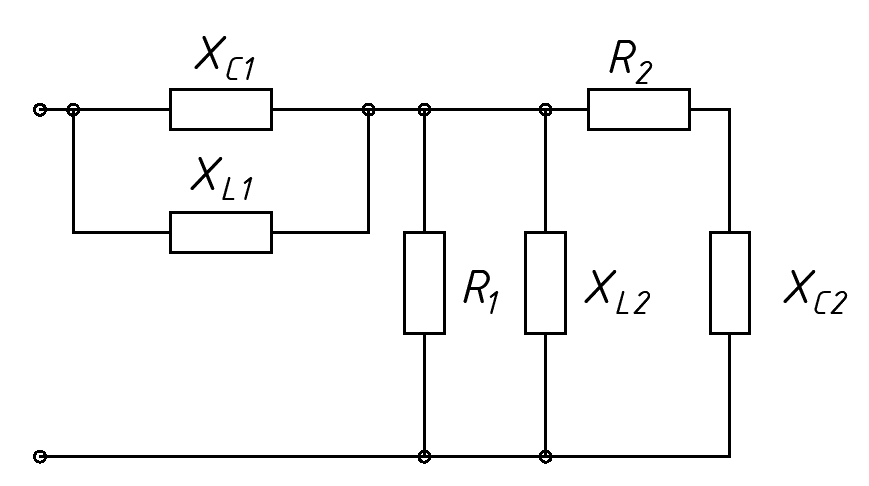 X_C1
R_2
X_L1
R_1
X_L2
X_C2